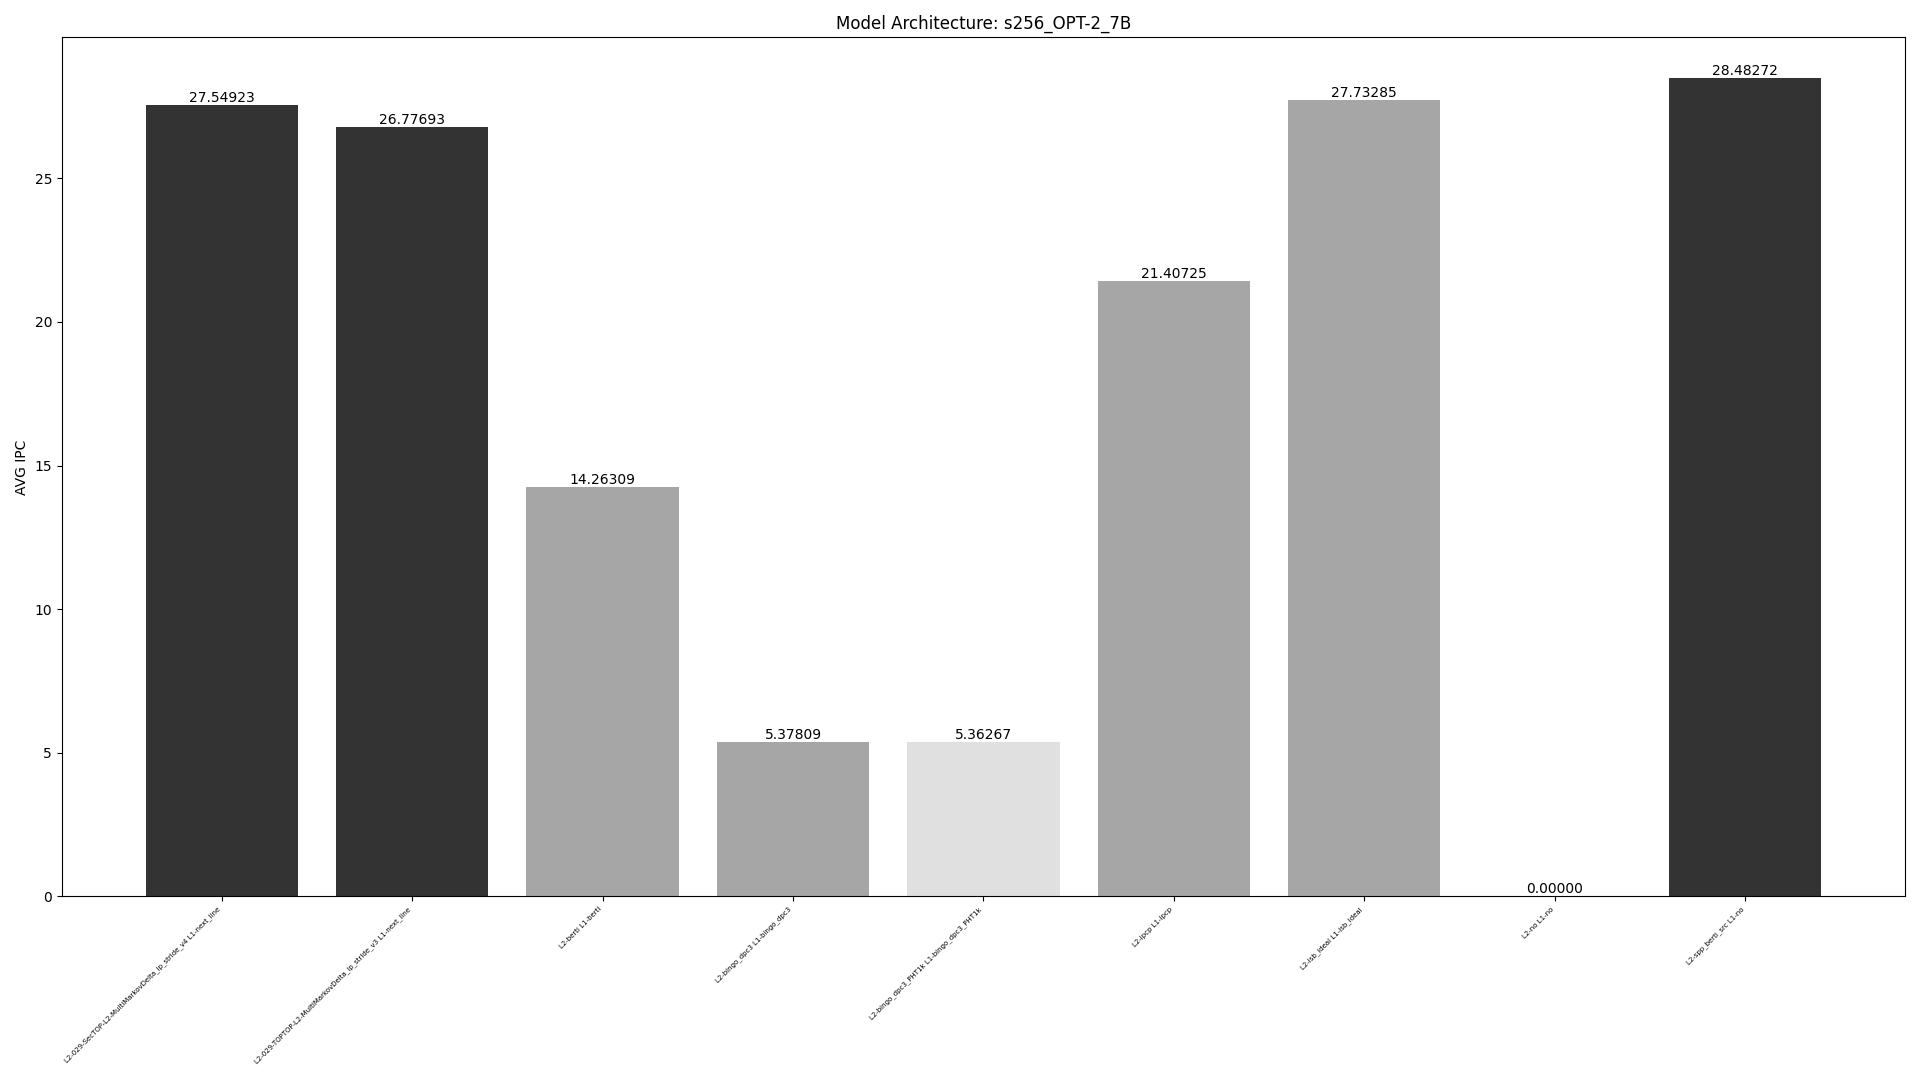 Model Architecture: s256_OPT-2_7B
27.54923
26.77693
14.26309
5.37809
5.36267
21.40725
27.73285
0.00000
28.48272
AVG IPC
25
20
15
10
5
0
L2-029-SecTOP-L2-MultiMarkovDelta_ip_stride_v4 L1-next_line
L2-029-TOPTOP-L2-MultiMarkovDelta_ip_stride_v3 L1-next_line
L2-berti L1-berti
L2-bingo_dpc3 L1-bingo_dpc3
L2-bingo_dpc3_PHT1k L1-bingo_dpc3_PHT1k
L2-ipcp L1-ipcp
L2-isb_ideal L1-isb_ideal
L2-no L1-no
L2-spp_berti_src L1-no